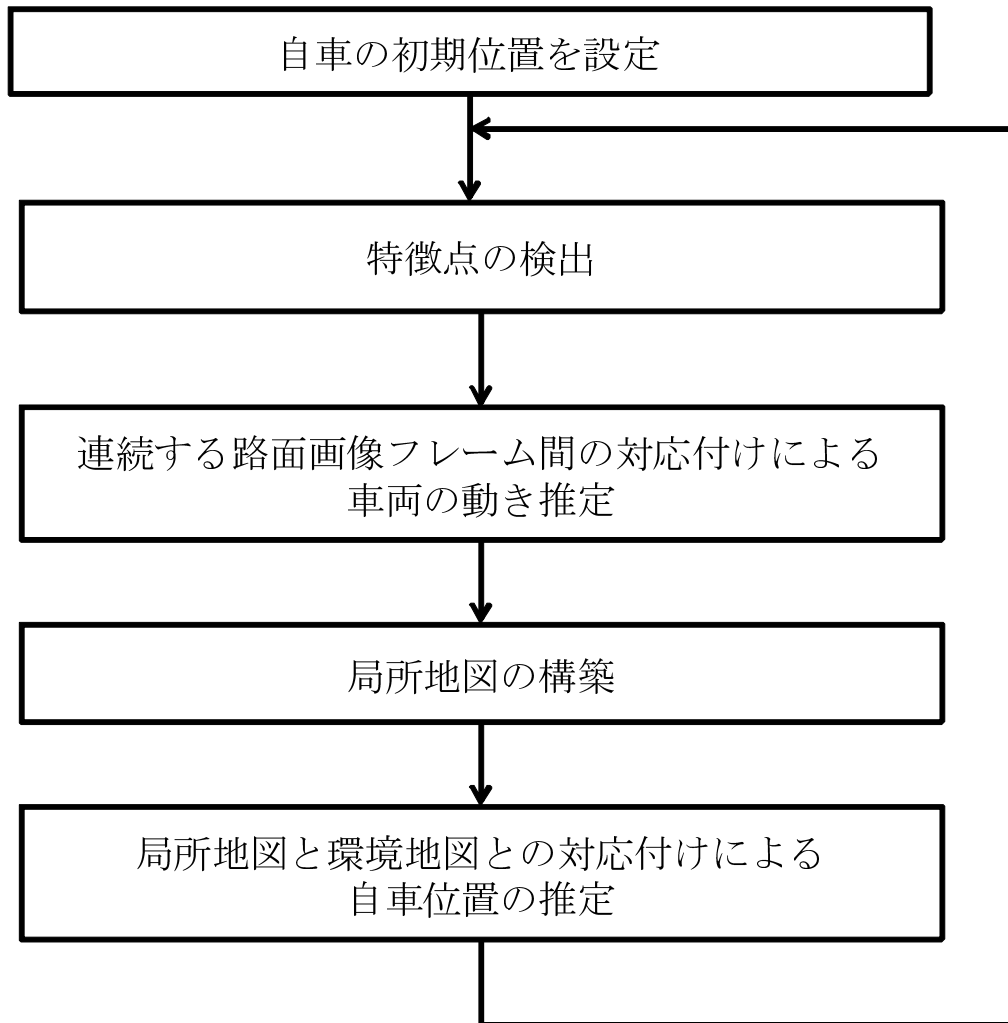 自車の初期位置を設定
特徴点の検出
連続する路面画像フレーム間の対応付けによる
車両の動き推定
局所地図の構築
局所地図と環境地図との対応付けによる
自車位置の推定